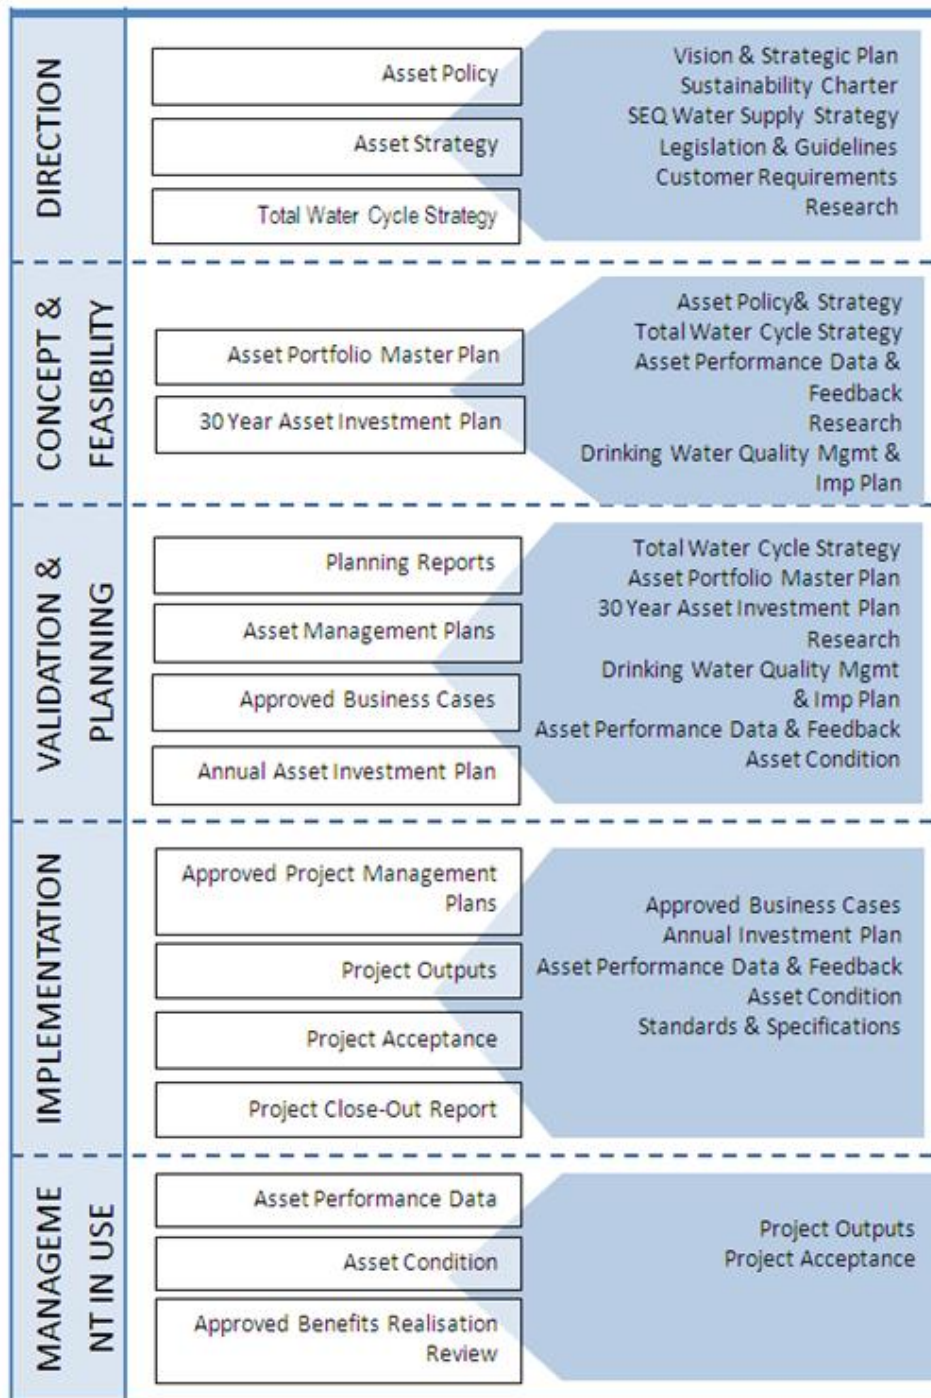 DIRECTION
Asset Policy
Asset Strategy
Total Water Cycle Strategy
Vision & Strategic Plan
Sustainability Charter
SEQ Water Supply Strategy
Legislation & Guidelines
Customer Requirements
Research
CONCEPT &
FEASIBILITY
Asset Portfolio Master Plan
30 Year Asset Investment Plan
Asset Policy& Strategy
Total Water Cycle Strategy
Asset Performance Data &
Feedback
Research
Drinking Water Quality Mgmt &
Imp Plan
VALIDATION &
PLANNING
Planning Reports
Asset Management Plans
Approved Business Cases
Annual Asset Investment Plan
Total Water Cycle Strategy
Asset Portfolio Master Plan
30 Year Asset Investment Plan
Research
Drinking Water Quality Mgmt
& Imp Plan
Asset Performance Data & Feedback
Asset Condition
IMPLEMENTATION
Approved Project Management
Plans
Project Outputs
Project Acceptance
Project Close-Out Report
Approved Business Cases
Annual Investment Plan
Asset Performance Data & Feedback
Asset Condition
Standards & Specifications
MANAGEME
NT IN USE
Asset Performance Data
Asset Condition
Approved Benefits Realisation
Review
Project Outputs
Project Acceptance